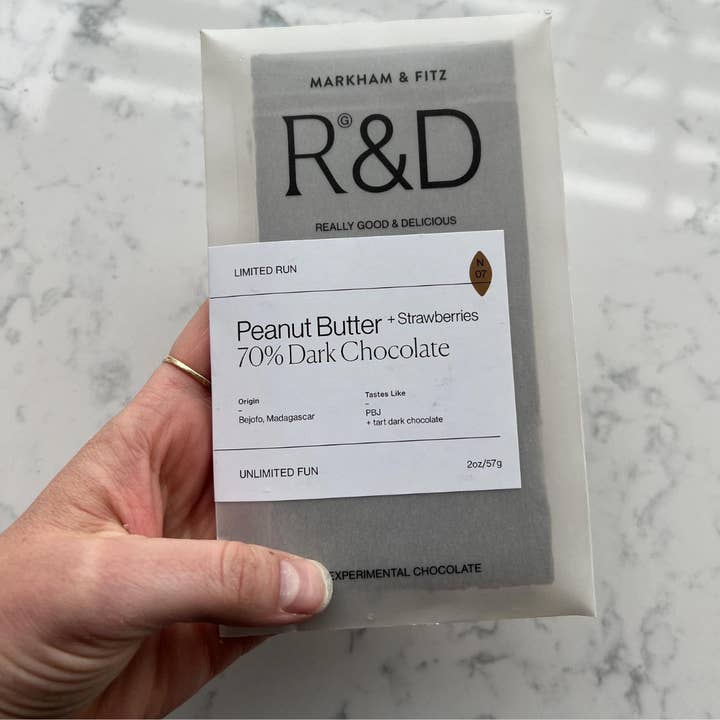 MARKHAM & FITZ
RG&D
REALLY GOOD & DELICIOUS
LIMITED RUN
N
07
Peanut Butter + Strawberries
70% Dark Chocolate
Origin
–
Bejofo, Madagascar
Tastes Like
–
PBJ
+ tart dark chocolate
UNLIMITED FUN
2oz/57g
EXPERIMENTAL CHOCOLATE